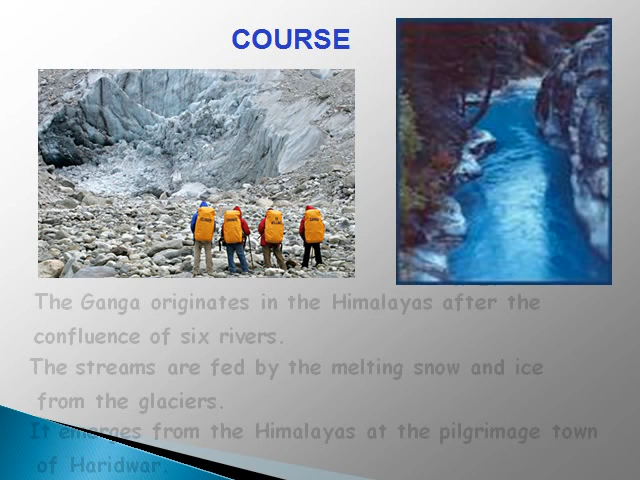 COURSE
The Ganga originates in the Himalayas after the
confluence of six rivers.
The streams are fed by the melting snow and ice
from the glaciers.
It emerges from the Himalayas at the pilgrimage town
of Haridwar.